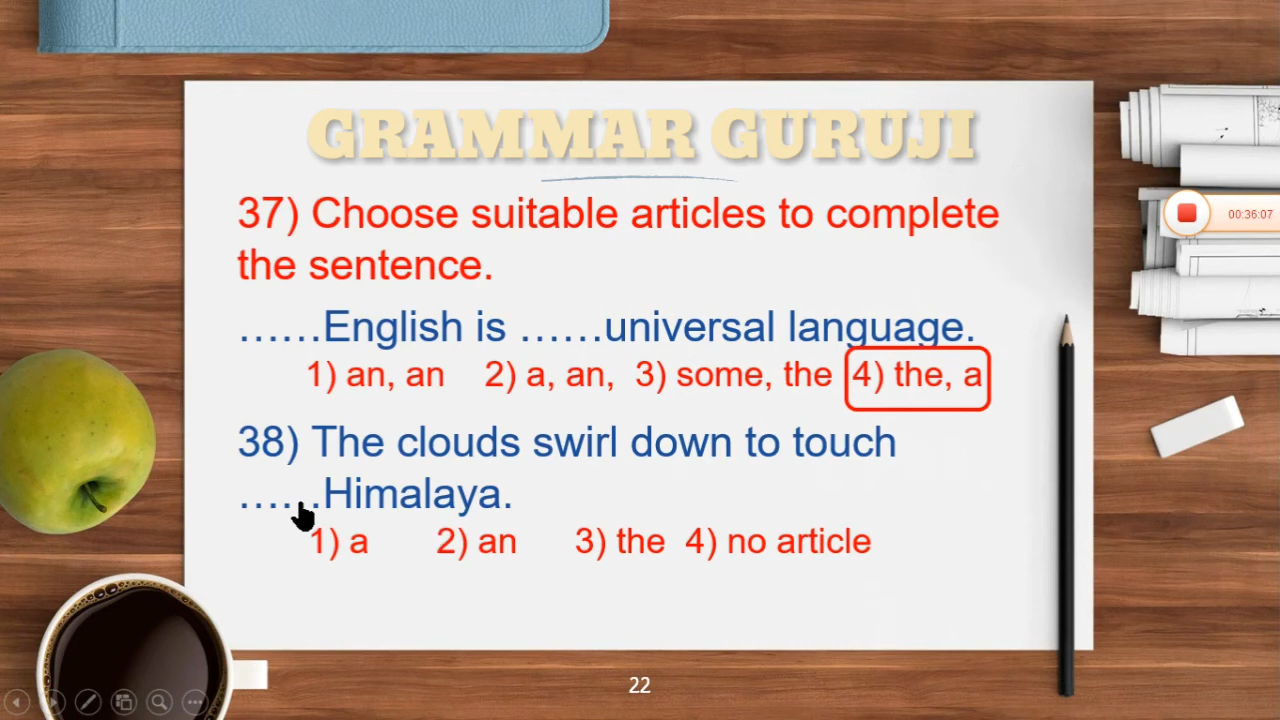 GRAMMAR GURUJI
37) Choose suitable articles to complete
the sentence.
……English is ……universal language.
1) an, an 2) a, an, 3) some, the 4) the, a
38) The clouds swirl down to touch
……Himalaya.
1) a 2) an 3) the 4) no article
00:36:07
22